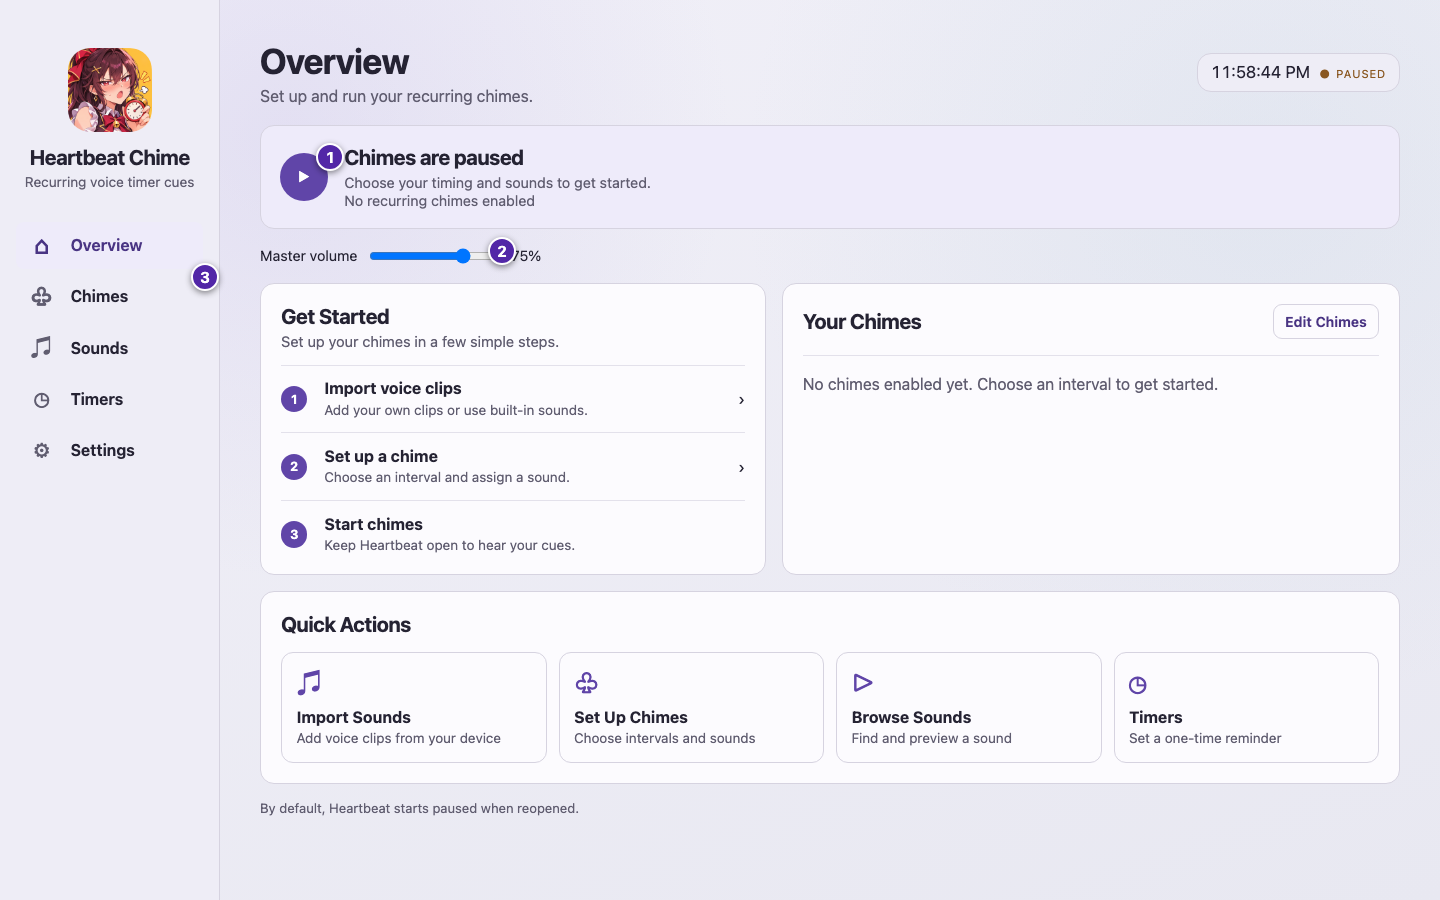 Heartbeat Chime
Recurring voice timer cues
Overview
3
Chimes
Sounds
Timers
Settings
Overview
Set up and run your recurring chimes.
11:58:44 PM PAUSED
1
Chimes are paused
Choose your timing and sounds to get started.
No recurring chimes enabled
Master volume 2 75%
Get Started
Set up your chimes in a few simple steps.
1 Import voice clips
Add your own clips or use built-in sounds.
2 Set up a chime
Choose an interval and assign a sound.
3 Start chimes
Keep Heartbeat open to hear your cues.
Your Chimes
Edit Chimes
No chimes enabled yet. Choose an interval to get started.
Quick Actions
Import Sounds
Add voice clips from your device
Set Up Chimes
Choose intervals and sounds
Browse Sounds
Find and preview a sound
Timers
Set a one-time reminder
By default, Heartbeat starts paused when reopened.